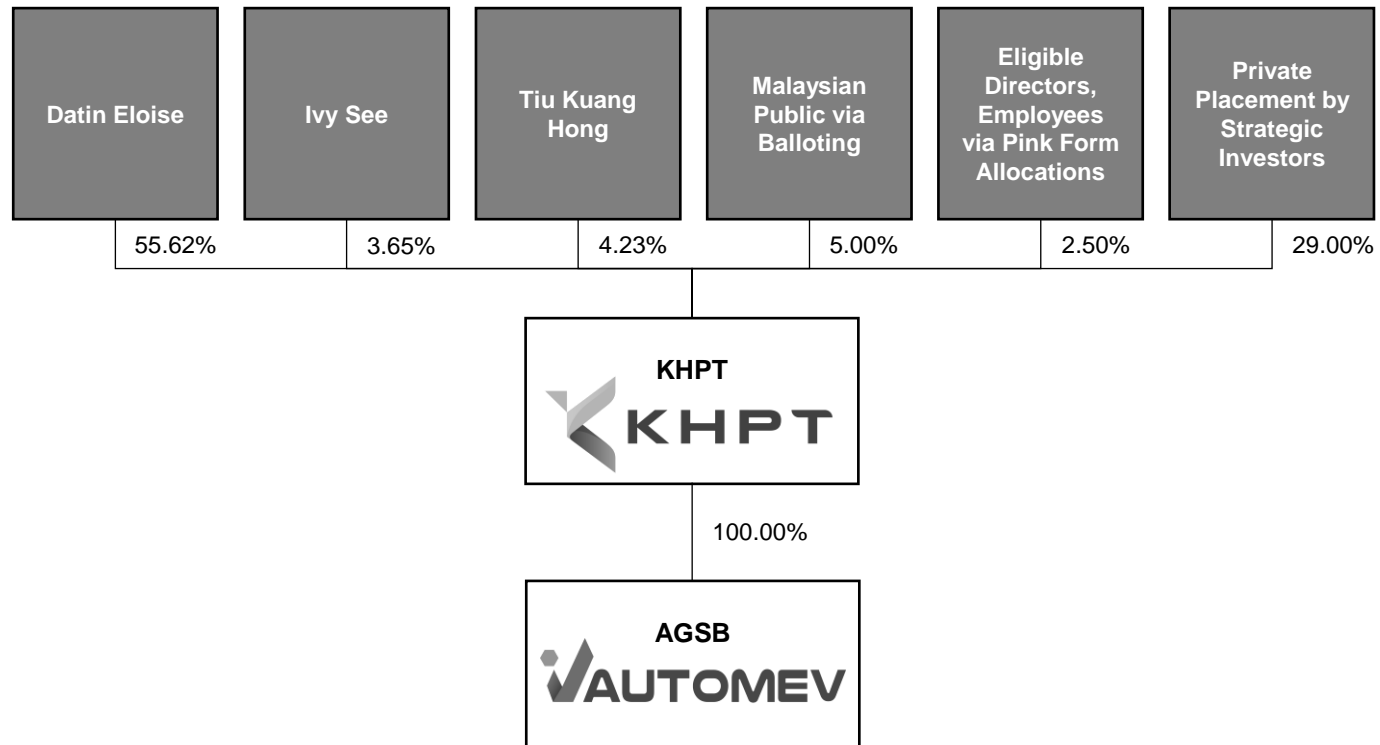 Datin Eloise
Ivy See
Tiu Kuang
Hong
Malaysian
Public via
Balloting
Eligible
Directors,
Employees
via Pink Form
Allocations
Private
Placement by
Strategic
Investors
55.62%
3.65%
4.23%
5.00%
2.50%
29.00%
KHPT
KHPT
100.00%
AGSB
AUTOMEV